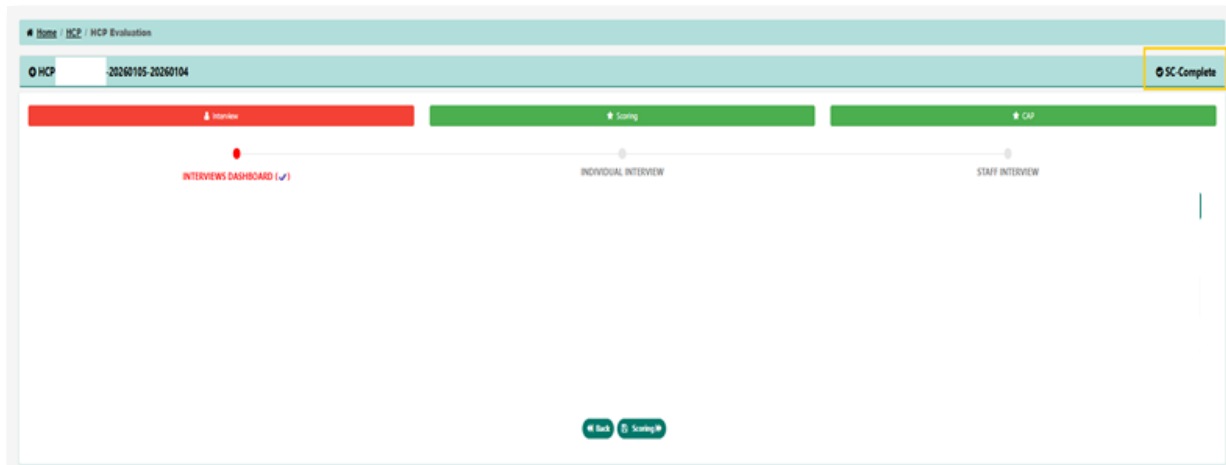 Home / HCP / HCP Evaluation
HCP -20260105-20260104
SC-Complete
Interview
Scoring
CAP
INTERVIEWS DASHBOARD (✓)
INDIVIDUAL INTERVIEW
STAFF INTERVIEW
Back
Scoring